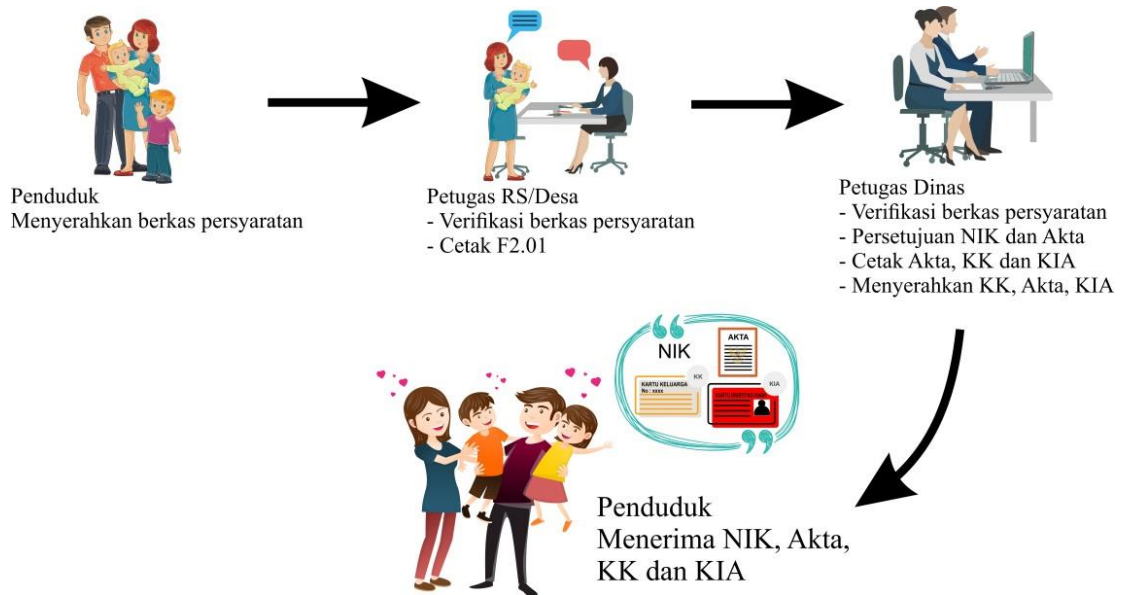 Penduduk
Menyerahkan berkas persyaratan
Petugas RS/Desa
- Verifikasi berkas persyaratan
- Cetak F2.01
Petugas Dinas
- Verifikasi berkas persyaratan
- Persetujuan NIK dan Akta
- Cetak Akta, KK dan KIA
- Menyerahkan KK, Akta, KIA
NIK
AKTA
KK
KARTU KELUARGA
No : xxxx
KIA
Penduduk
Menerima NIK, Akta,
KK dan KIA